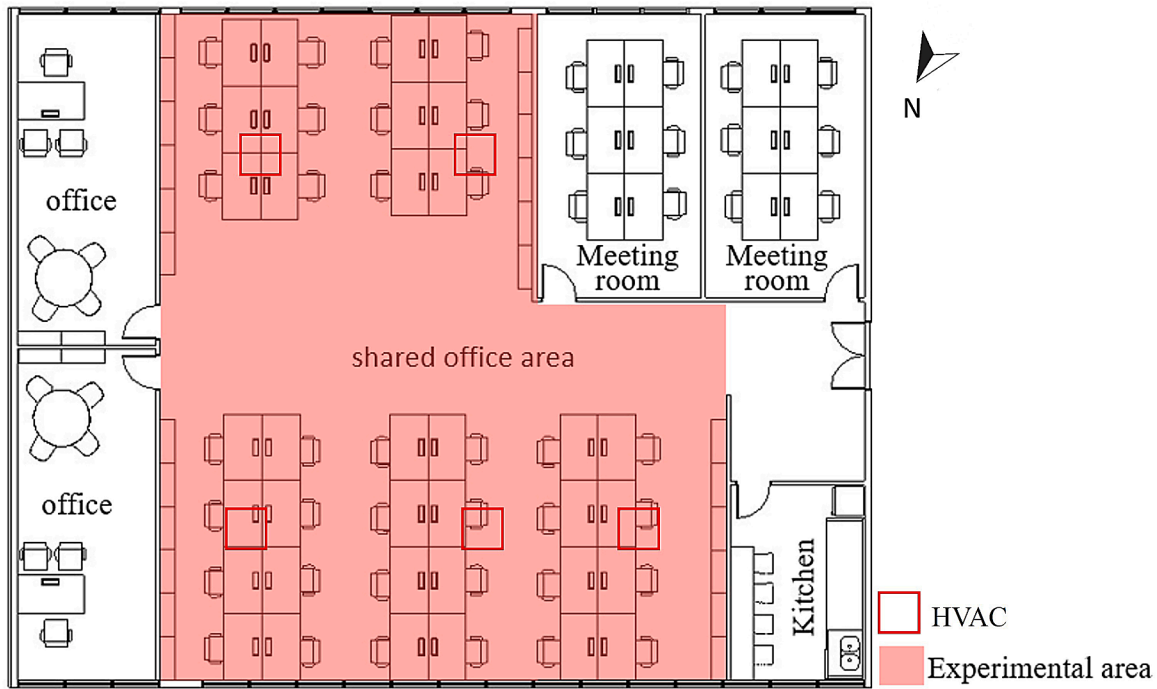 N
office
Meeting
room
Meeting
room
shared office area
office
Kitchen
HVAC
Experimental area